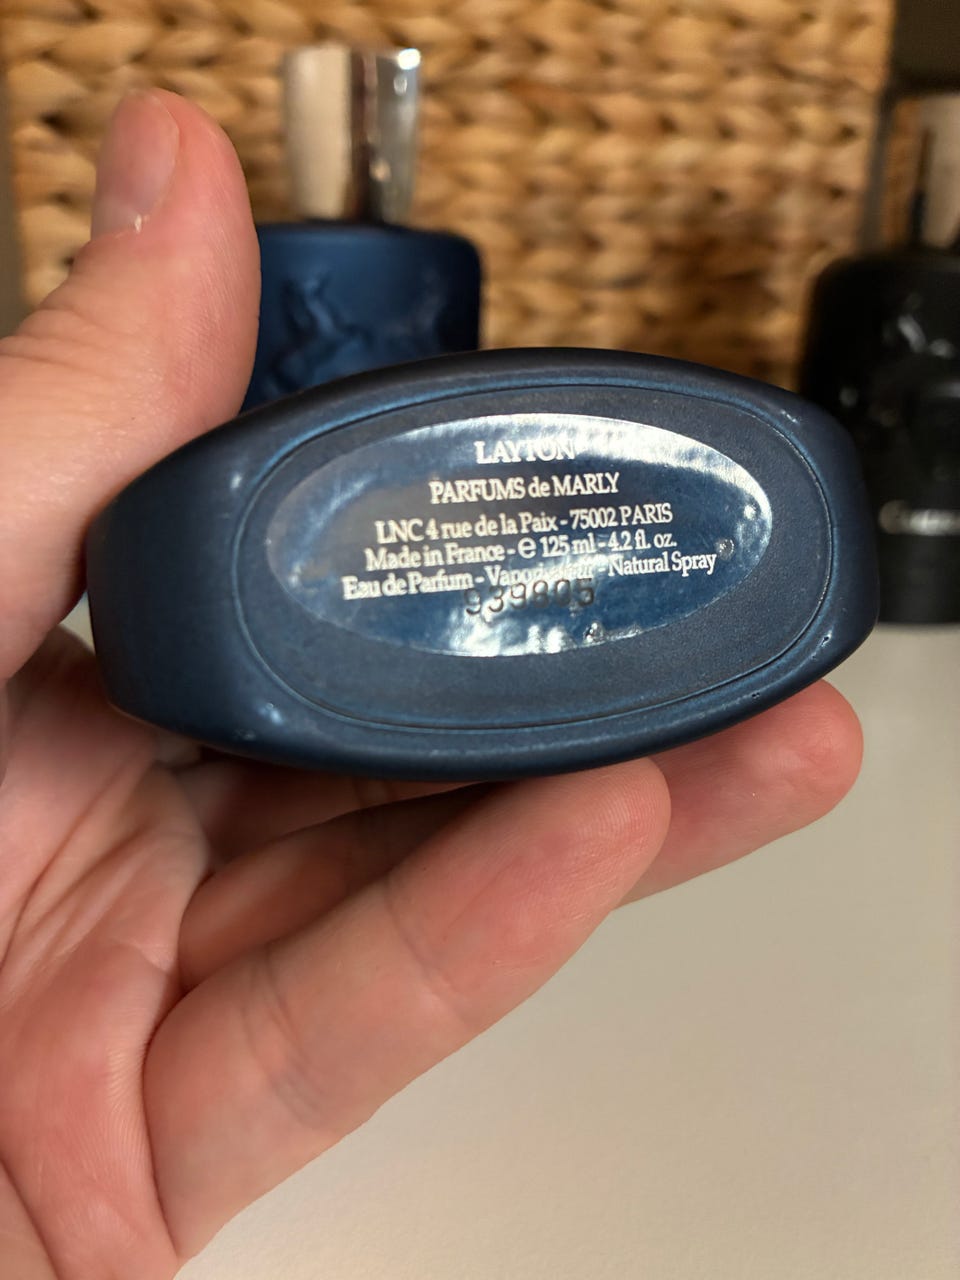 LAYTON
PARFUMS de MARLY
LNC 4 rue de la Paix - 75002 PARIS
Made in France - ℮ 125 ml - 4.2 fl. oz.
Eau de Parfum - Vaporisateur - Natural Spray
939805